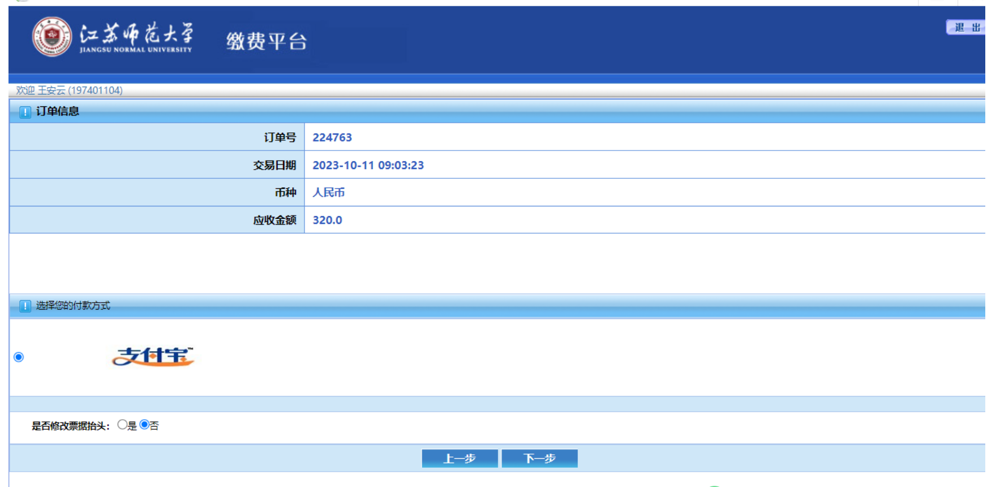 江苏师范大学
JIANGSU NORMAL UNIVERSITY
缴费平台
退 出
欢迎 王安云 (197401104)
订单信息
订单号 224763
交易日期 2023-10-11 09:03:23
币种 人民币
应收金额 320.0
选择您的付款方式
支付宝™
是否修改票据抬头： 是 否
上一步 下一步